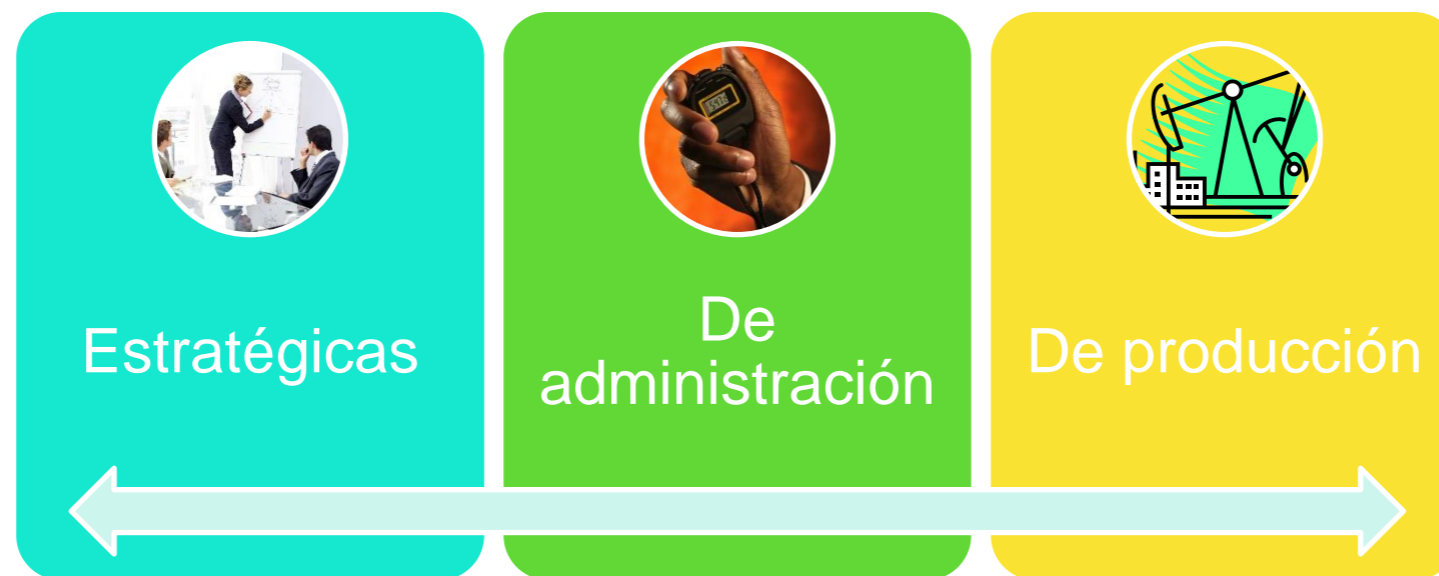 Estratégicas
De
administración
De producción